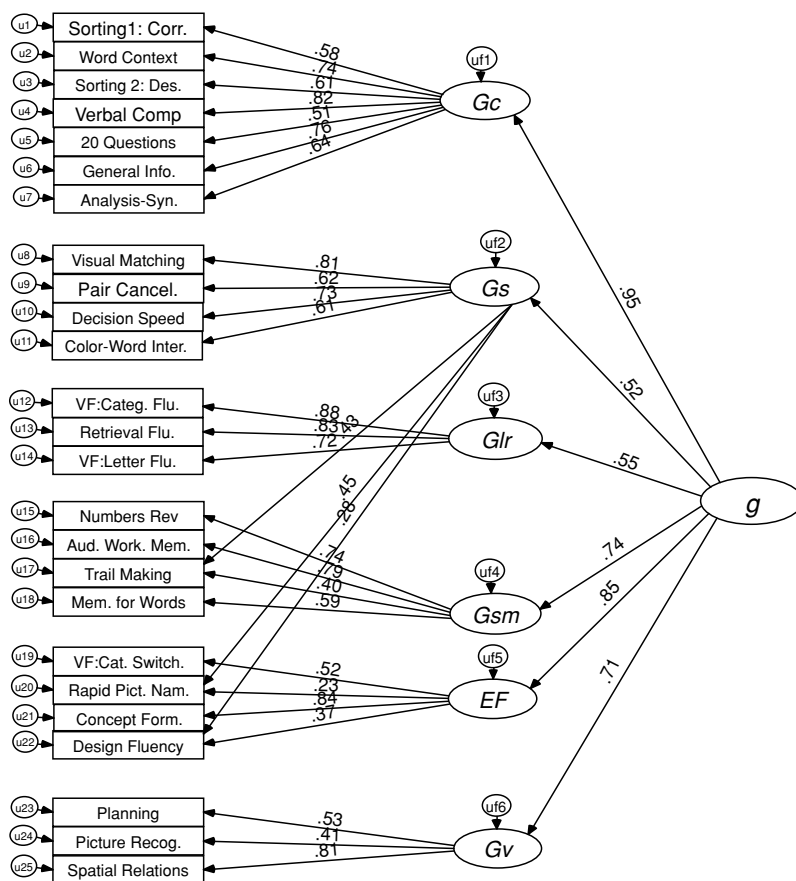 u1 Sorting1: Corr.
u2 Word Context
u3 Sorting 2: Des.
u4 Verbal Comp
u5 20 Questions
u6 General Info.
u7 Analysis-Syn.
.58
.74
.61
.82
.51
.76
.64
uf1
Gc
.95
u8 Visual Matching
u9 Pair Cancel.
u10 Decision Speed
u11 Color-Word Inter.
.81
.62
.73
.61
uf2
Gs
.52
u12 VF:Categ. Flu.
u13 Retrieval Flu.
u14 VF:Letter Flu.
.88
.83
.72
.43
.45
.28
uf3
Glr
.55
g
u15 Numbers Rev
u16 Aud. Work. Mem.
u17 Trail Making
u18 Mem. for Words
.74
.79
.40
.59
uf4
Gsm
.74
u19 VF:Cat. Switch.
u20 Rapid Pict. Nam.
u21 Concept Form.
u22 Design Fluency
.52
.23
.84
.37
uf5
EF
.85
u23 Planning
u24 Picture Recog.
u25 Spatial Relations
.53
.41
.81
uf6
Gv
.71